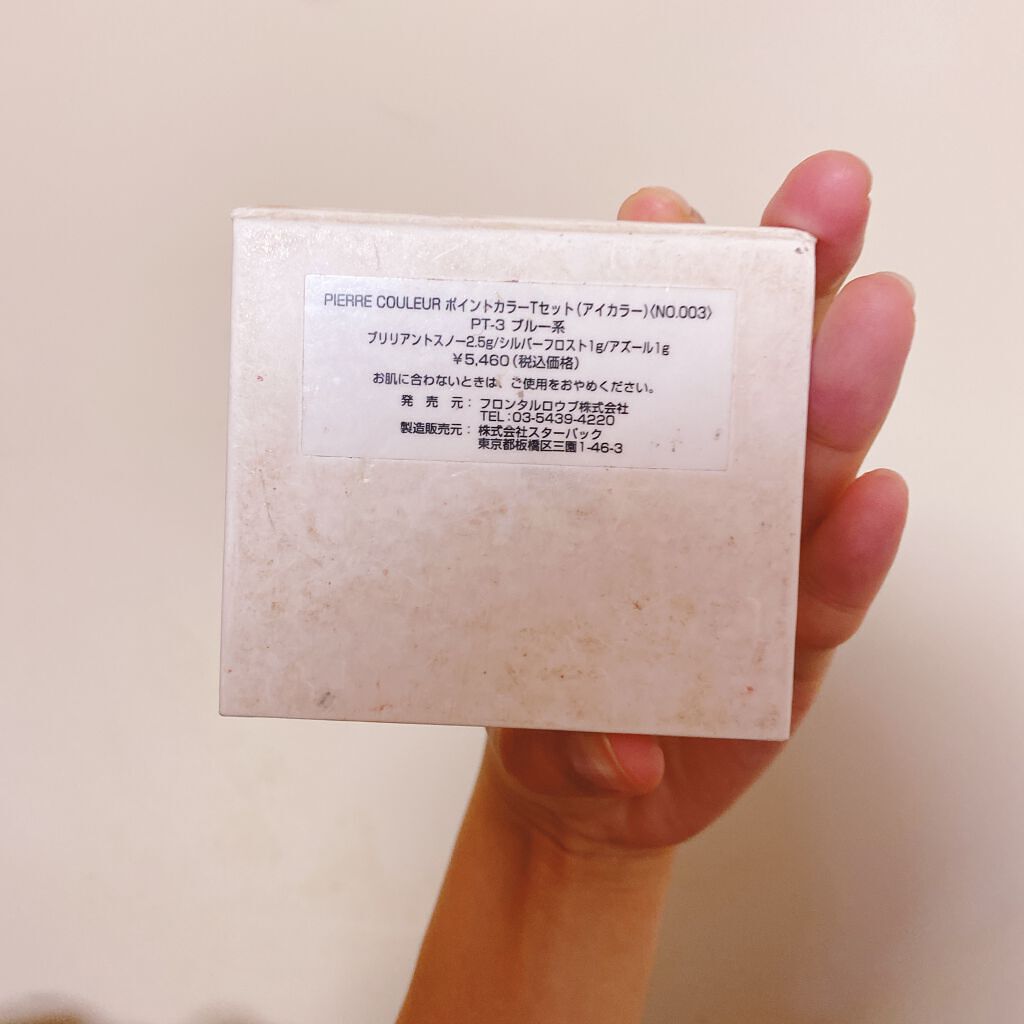 PIERRE COULEUR ポイントカラーTセット(アイカラー)〈NO.003〉
PT-3 ブルー系
ブリリアントスノー2.5g/シルバーフロスト1g/アズール1g
￥5,460(税込価格)
お肌に合わないときは、ご使用をおやめください。
発売元:フロンタルロウブ株式会社
TEL:03-5439-4220
製造販売元:株式会社スターバック
東京都板橋区三園1-46-3